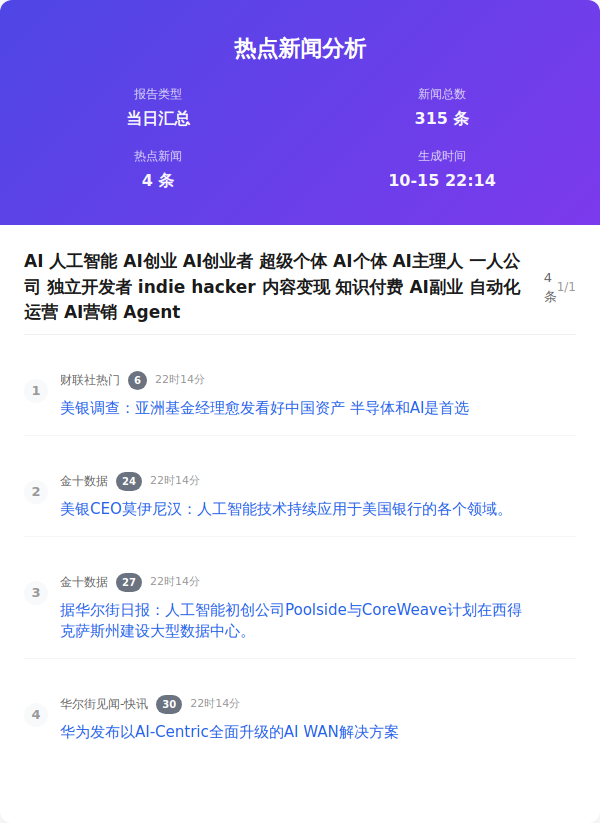 热点新闻分析
报告类型
当日汇总
新闻总数
315 条
热点新闻
4 条
生成时间
10-15 22:14
AI 人工智能 AI创业 AI创业者 超级个体 AI个体 AI主理人 一人公
司 独立开发者 indie hacker 内容变现 知识付费 AI副业 自动化
运营 AI营销 Agent
4
条
1/1
1
财联社热门 6 22时14分
美银调查：亚洲基金经理愈发看好中国资产 半导体和AI是首选
2
金十数据 24 22时14分
美银CEO莫伊尼汉：人工智能技术持续应用于美国银行的各个领域。
3
金十数据 27 22时14分
据华尔街日报：人工智能初创公司Poolside与CoreWeave计划在西得
克萨斯州建设大型数据中心。
4
华尔街见闻-快讯 30 22时14分
华为发布以AI-Centric全面升级的AI WAN解决方案